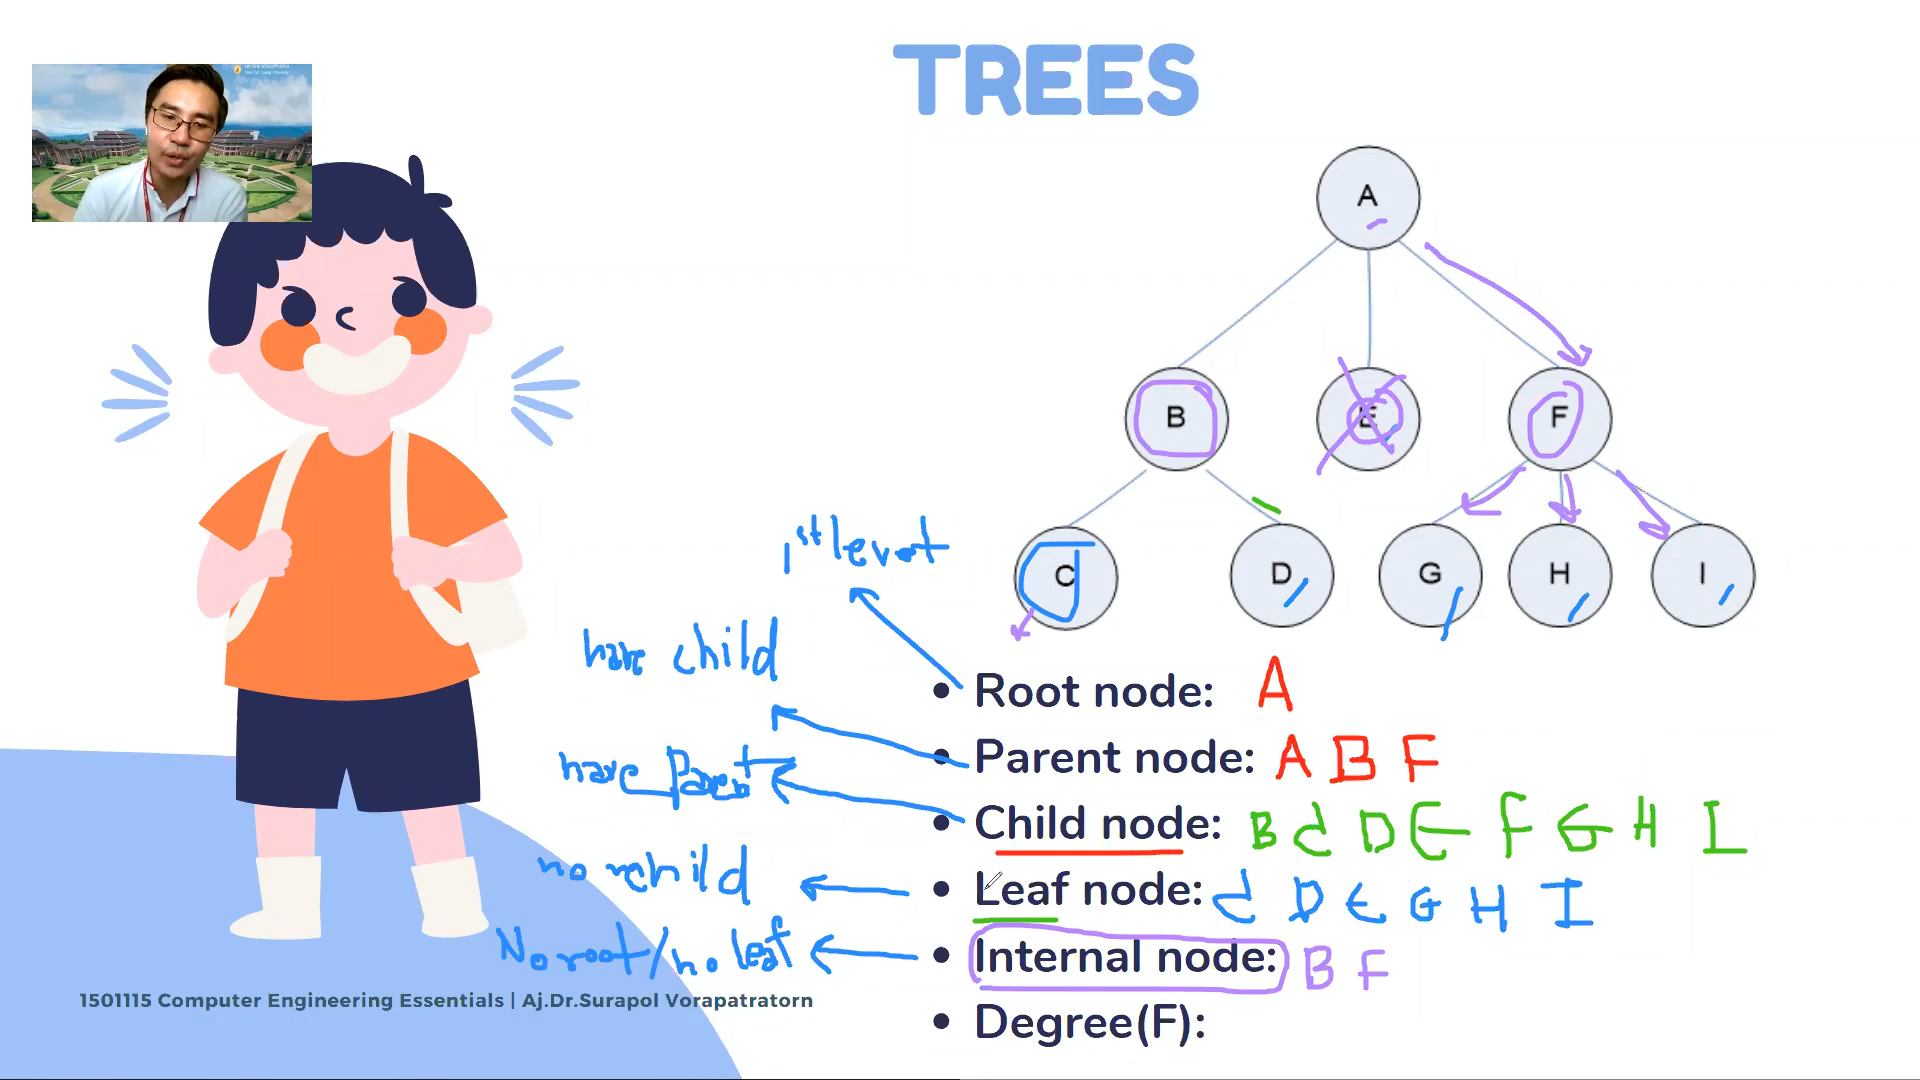 TREES
A
B E F
C D G H I
1st level
have child
have parent
no child
No root/no leaf
• Root node: A
• Parent node: A B F
• Child node: B C D E F G H I
• Leaf node: C D E G H I
• Internal node: B F
• Degree(F):
1501115 Computer Engineering Essentials | Aj.Dr.Surapol Vorapatratorn